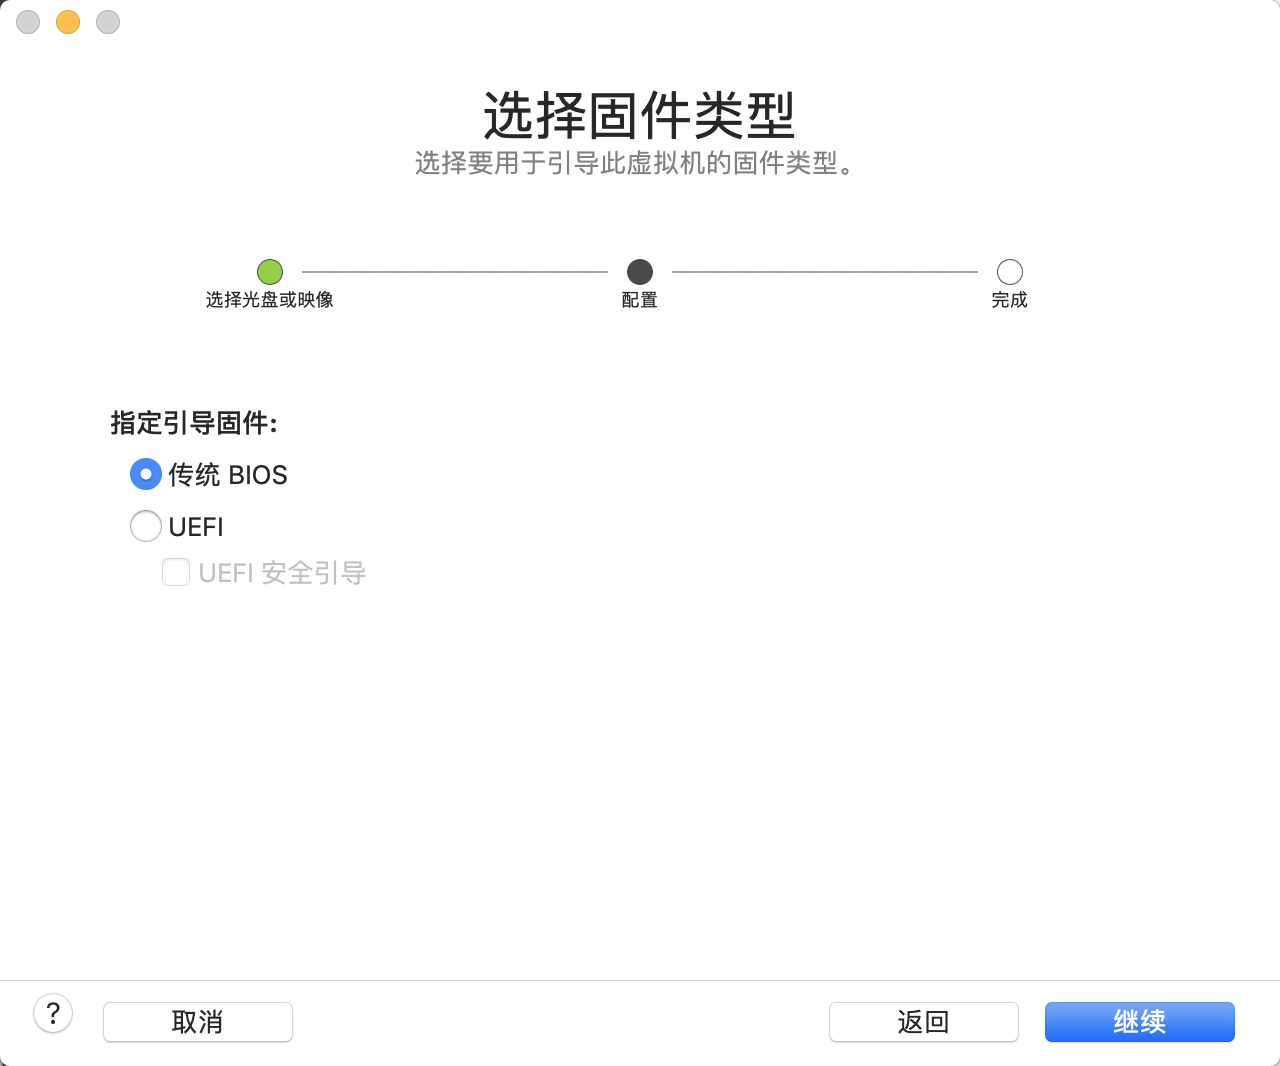 选择固件类型
选择要用于引导此虚拟机的固件类型。
选择光盘或映像
配置
完成
指定引导固件:
传统 BIOS
UEFI
UEFI 安全引导
?
取消
返回
继续